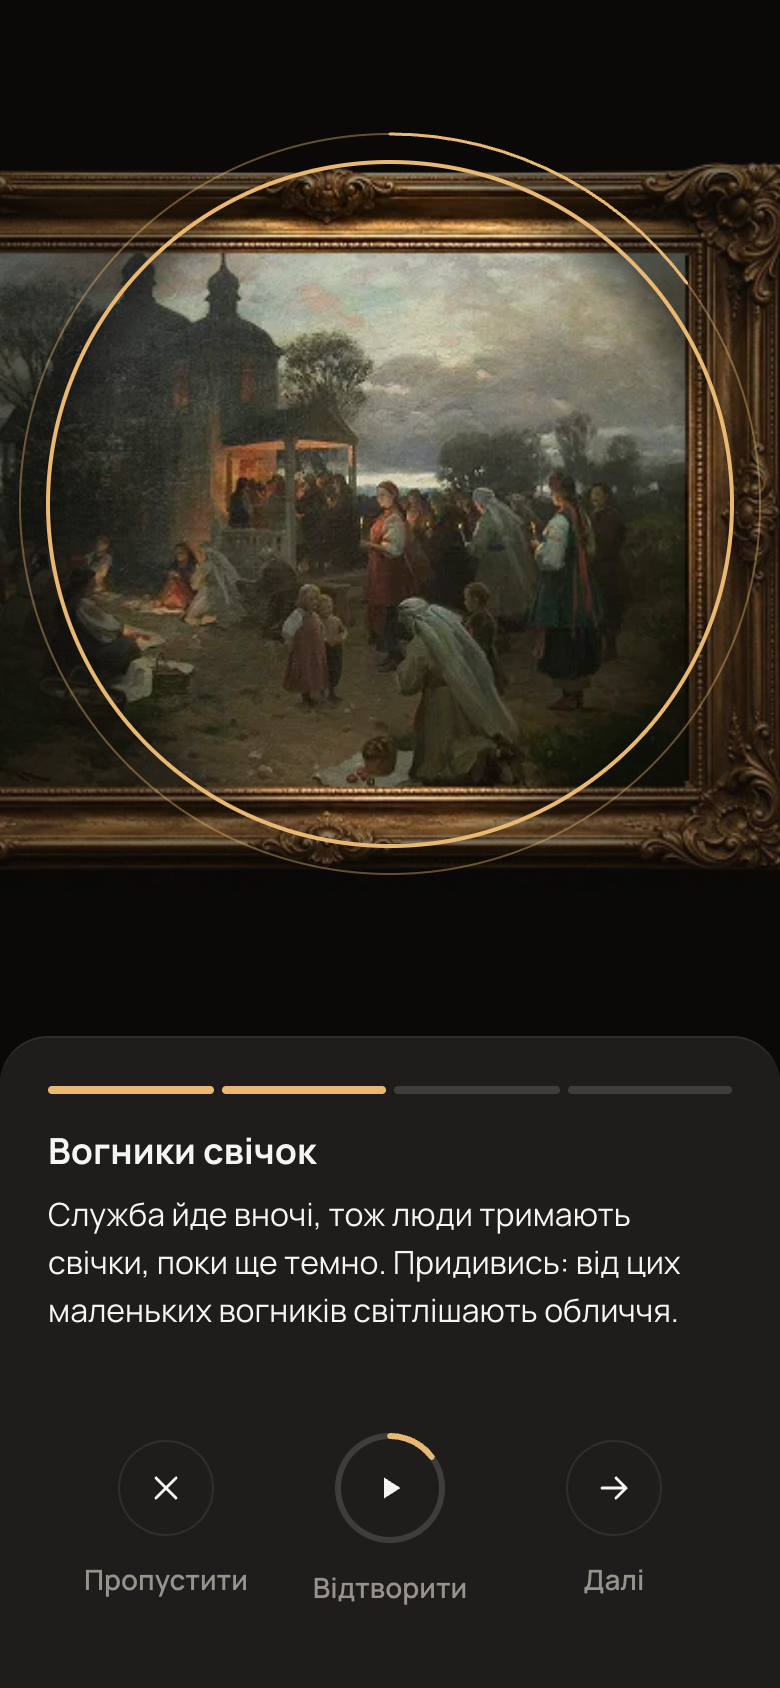 Вогники свічок
Служба йде вночі, тож люди тримають
свічки, поки ще темно. Придивись: від цих
маленьких вогників світлішають обличчя.
Пропустити
Відтворити
Далі